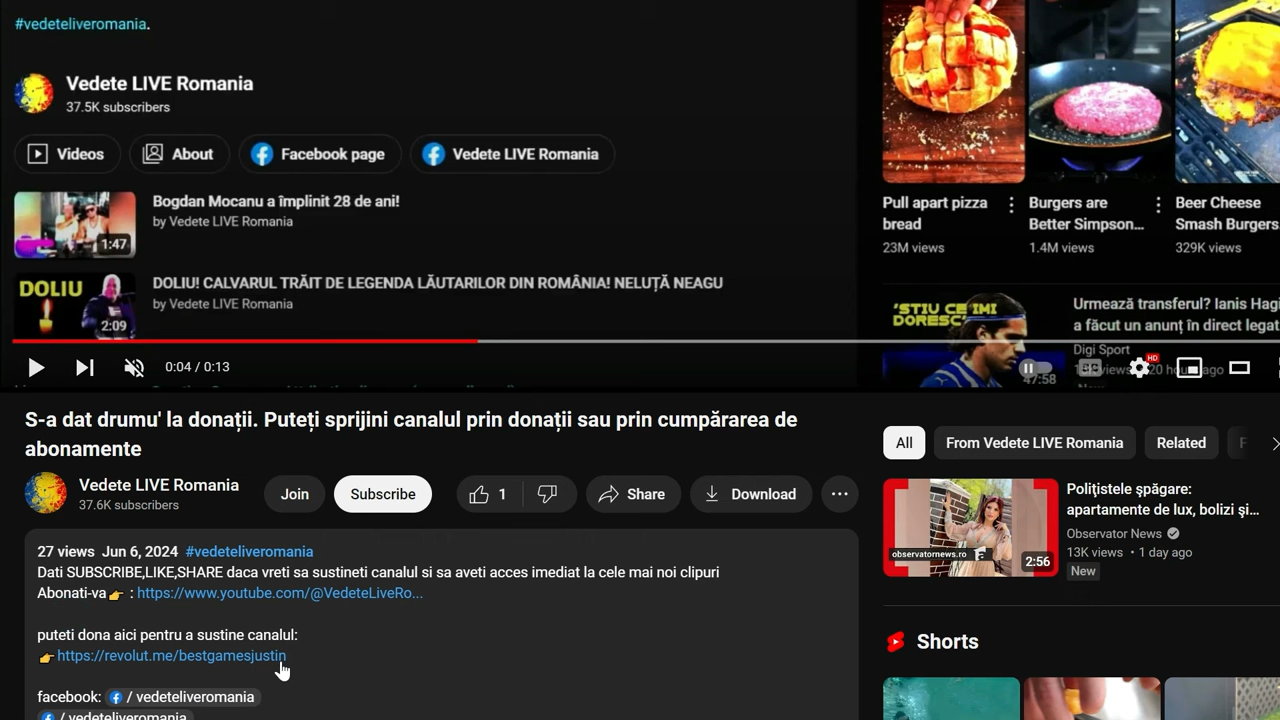 #vedeteliveromania.
Vedete LIVE Romania
37.5K subscribers
Videos
About
Facebook page
Vedete LIVE Romania
Bogdan Mocanu a împlinit 28 de ani!
by Vedete LIVE Romania
1:47
DOLIU! CALVARUL TRĂIT DE LEGENDA LĂUTARILOR DIN ROMÂNIA! NELUȚĂ NEAGU
by Vedete LIVE Romania
DOLIU
2:09
Pull apart pizza
bread
23M views
Burgers are
Better Simpson...
1.4M views
Beer Cheese
Smash Burgers
329K views
'STIU CE IMI
DORESC'
47:58
Urmează transferul? Ianis Hagi
a făcut un anunț în direct legat
Digi Sport
0:04 / 0:13
HD
S-a dat drumu' la donații. Puteți sprijini canalul prin donații sau prin cumpărarea de
abonamente
Vedete LIVE Romania
37.6K subscribers
Join
Subscribe
1
Share
Download
27 views Jun 6, 2024 #vedeteliveromania
Dati SUBSCRIBE,LIKE,SHARE daca vreti sa sustineti canalul si sa aveti acces imediat la cele mai noi clipuri
Abonati-va👉 : https://www.youtube.com/@VedeteLiveRo...
puteti dona aici pentru a sustine canalul:
👉https://revolut.me/bestgamesjustin
facebook: / vedeteliveromania
/ vedeteliveromania
All
From Vedete LIVE Romania
Related
observatornews.ro
2:56
Polițistele șpăgare:
apartamente de lux, bolizi și...
Observator News
13K views • 1 day ago
New
Shorts